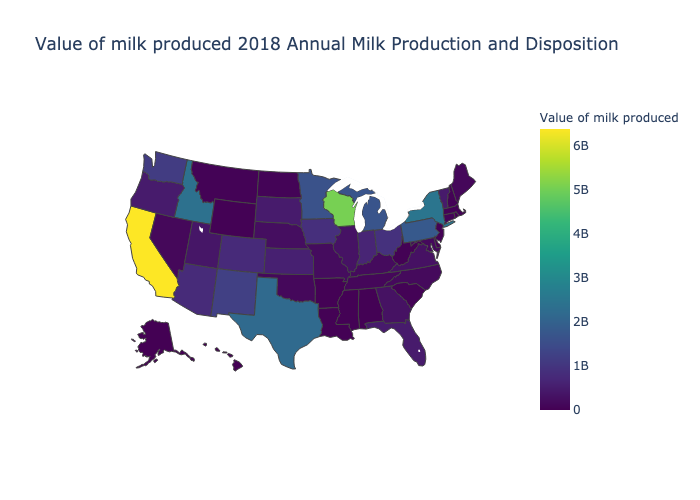 Value of milk produced 2018 Annual Milk Production and Disposition
Value of milk produced
6B
5B
4B
3B
2B
1B
0